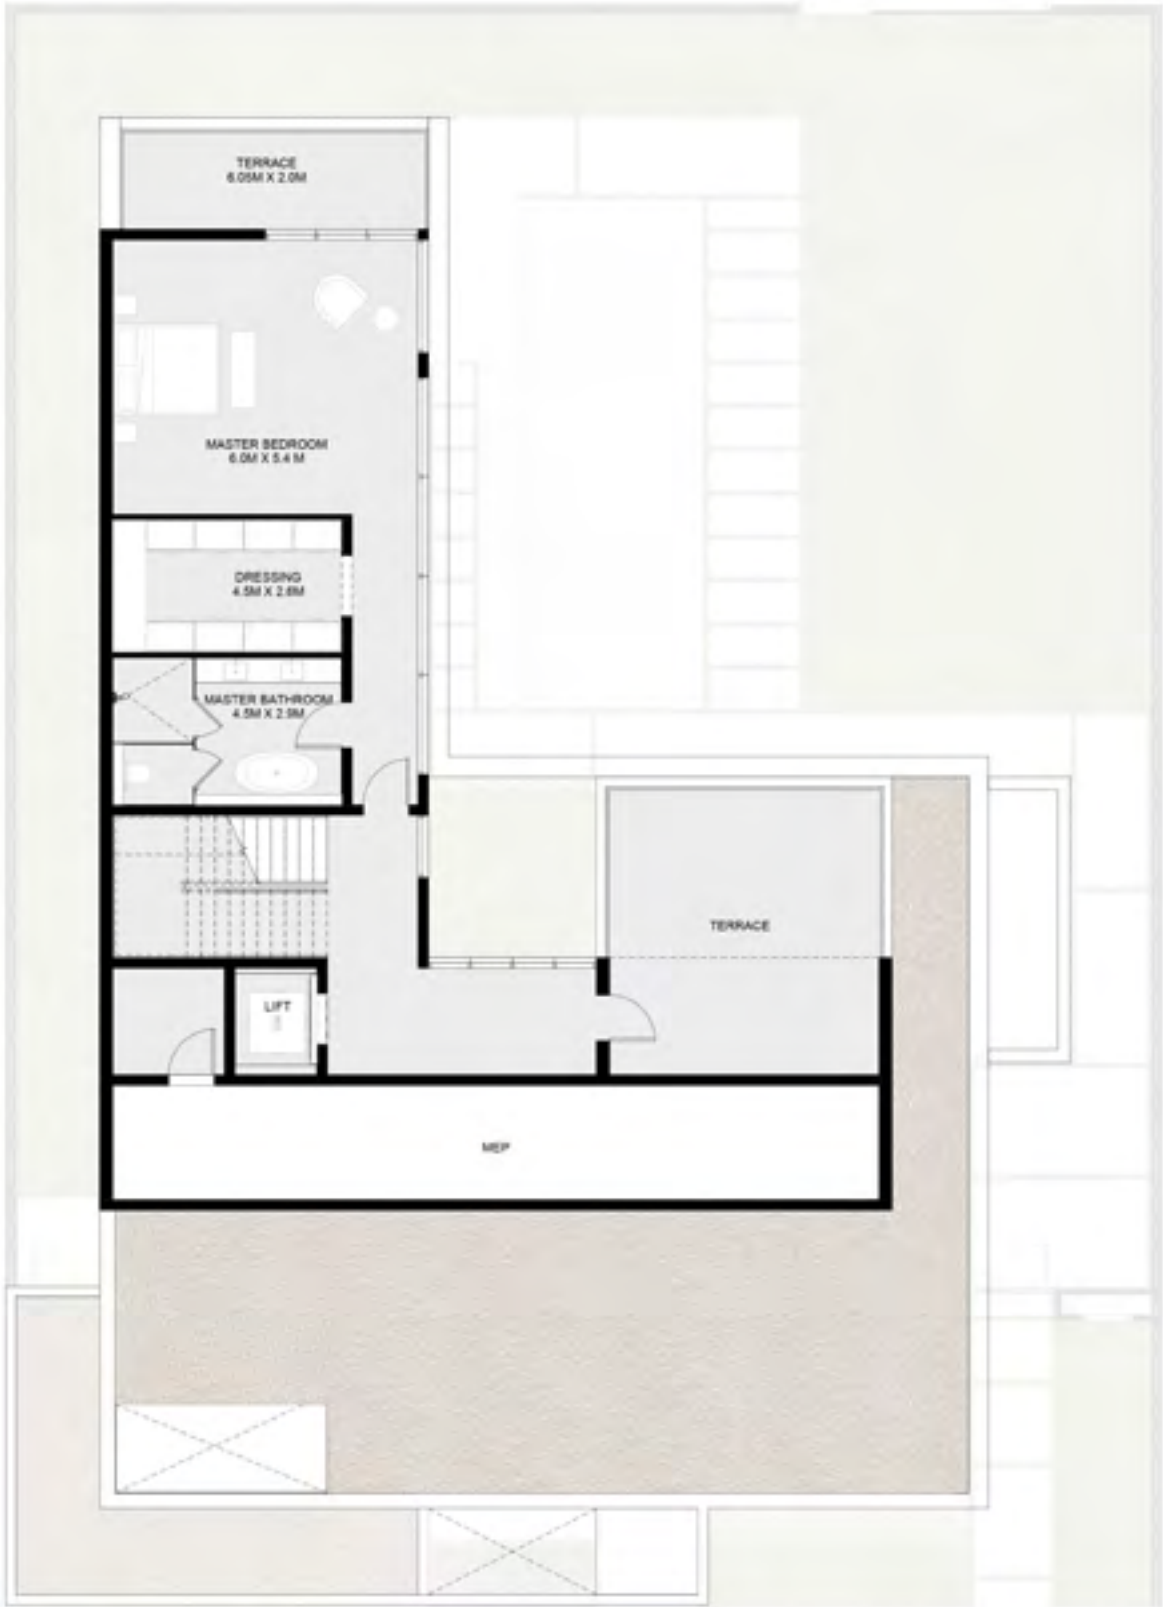 TERRACE
6.05M X 2.0M
MASTER BEDROOM
6.0M X 5.4 M
DRESSING
4.5M X 2.6M
MASTER BATHROOM
4.5M X 2.9M
TERRACE
LIFT
MEP